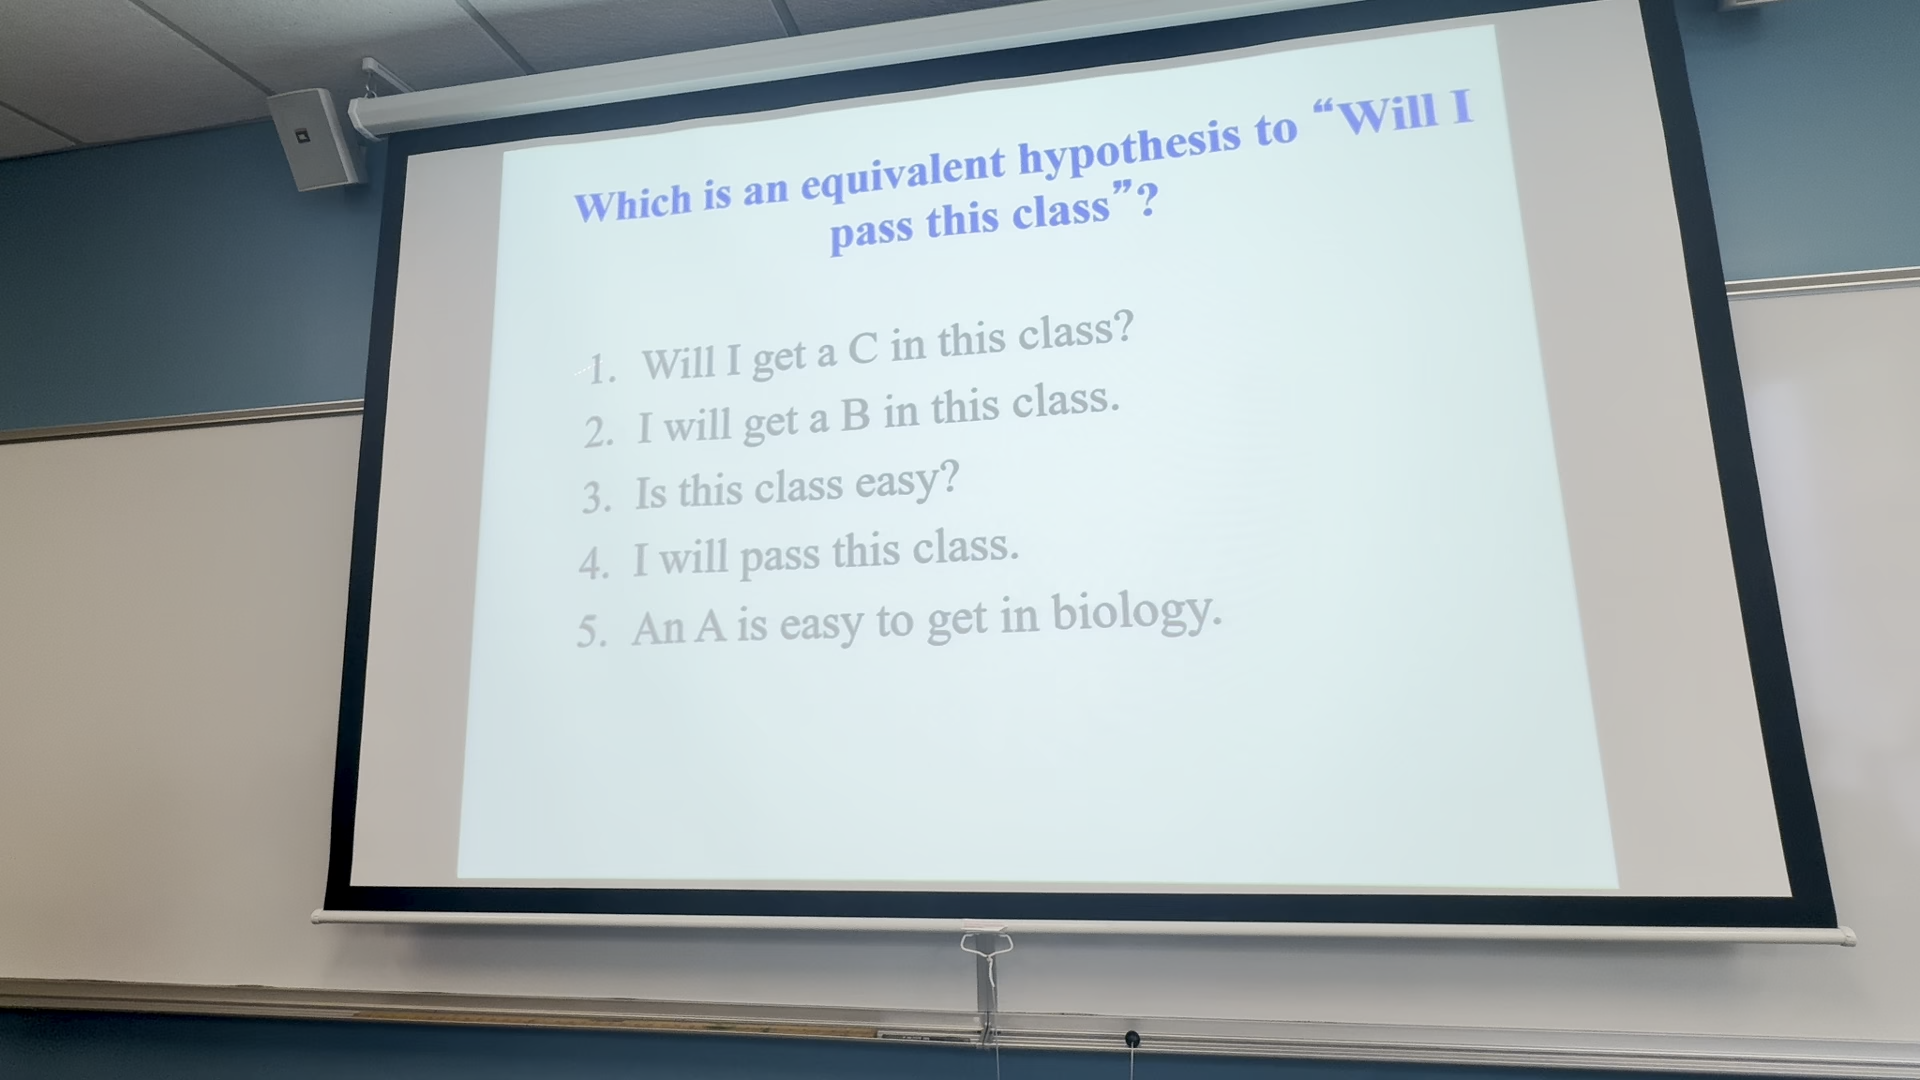 Which is an equivalent hypothesis to “Will I
pass this class”?
1. Will I get a C in this class?
2. I will get a B in this class.
3. Is this class easy?
4. I will pass this class.
5. An A is easy to get in biology.